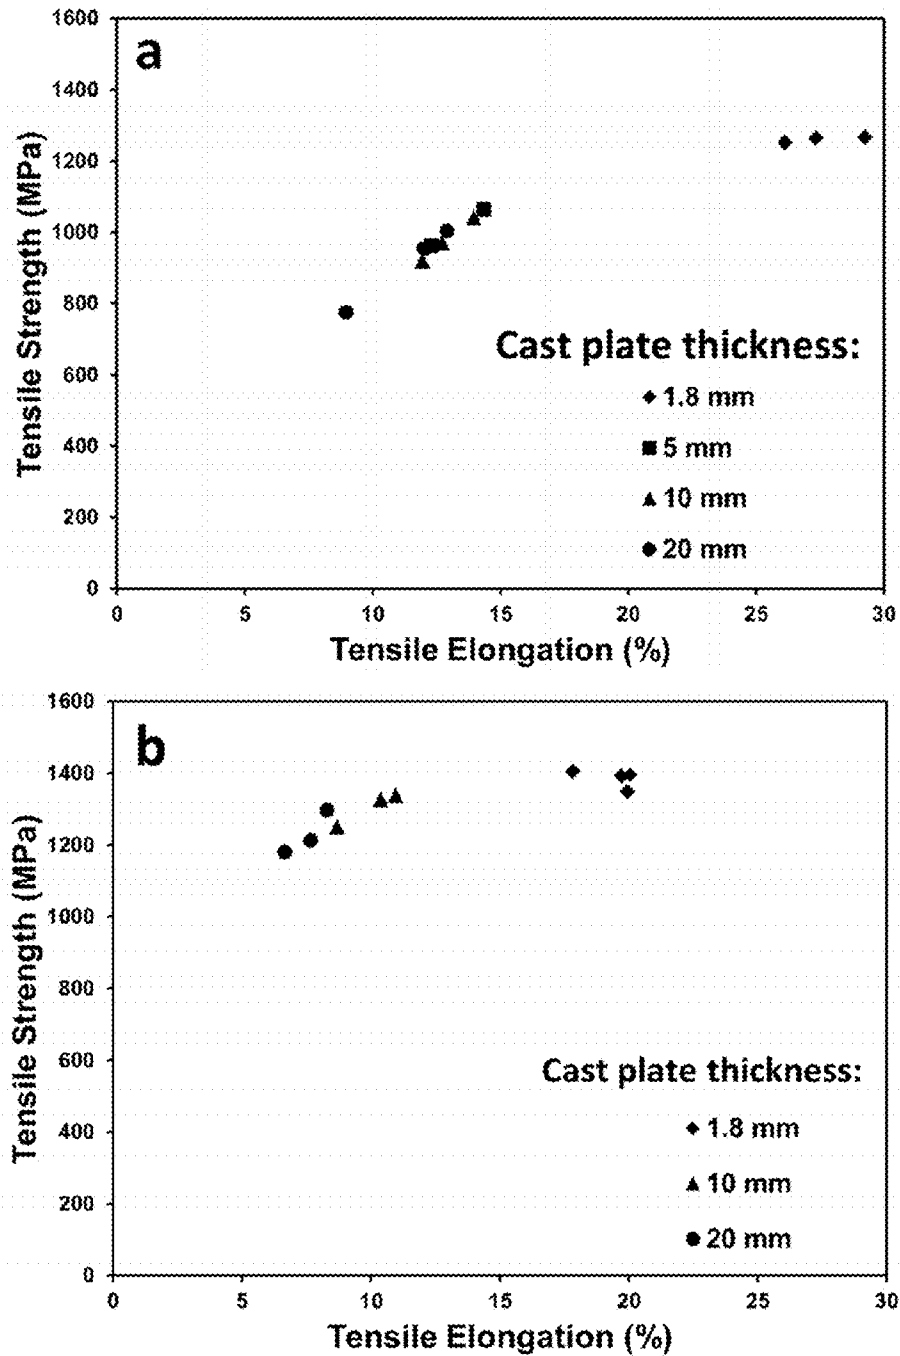 a
1600
1400
1200
1000
800
600
400
200
0
Tensile Strength (MPa)
Cast plate thickness:
1.8 mm
5 mm
10 mm
20 mm
0 5 10 15 20 25 30
Tensile Elongation (%)
b
1600
1400
1200
1000
800
600
400
200
0
Tensile Strength (MPa)
Cast plate thickness:
1.8 mm
10 mm
20 mm
0 5 10 15 20 25 30
Tensile Elongation (%)